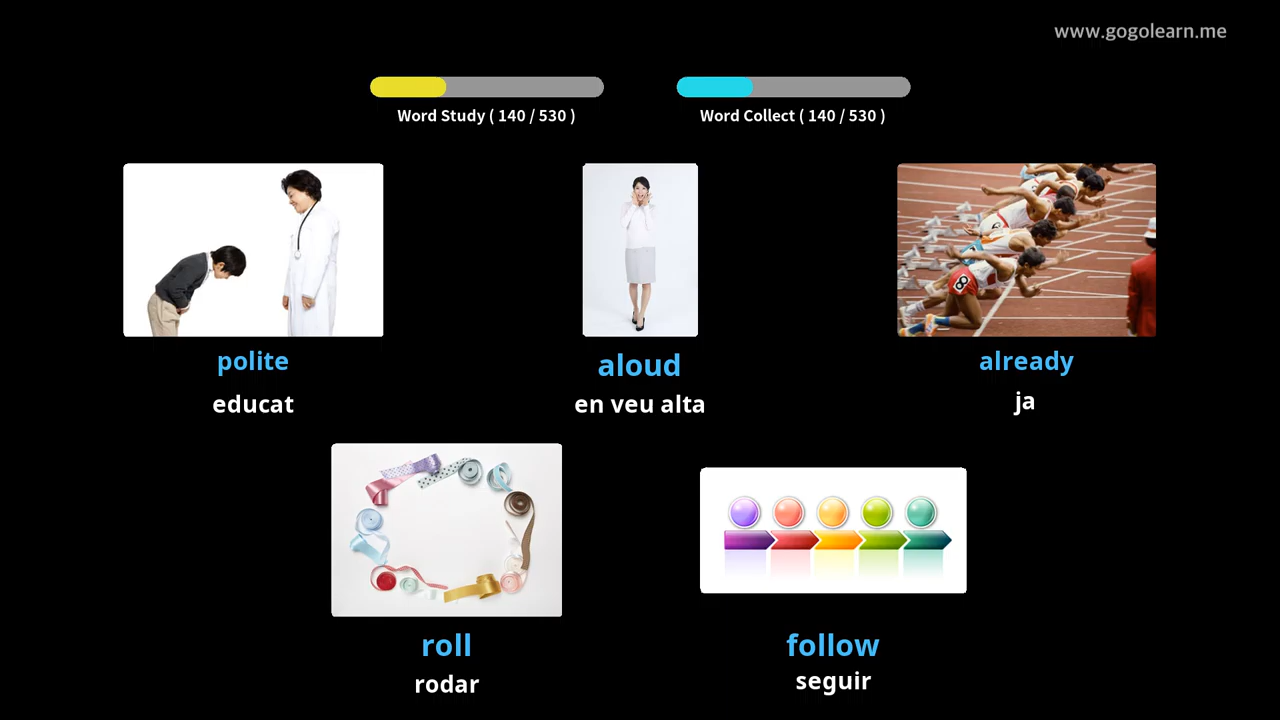 www.gogolearn.me
Word Study ( 140 / 530 )
Word Collect ( 140 / 530 )
8
polite
aloud
already
educat
en veu alta
ja
roll
follow
rodar
seguir